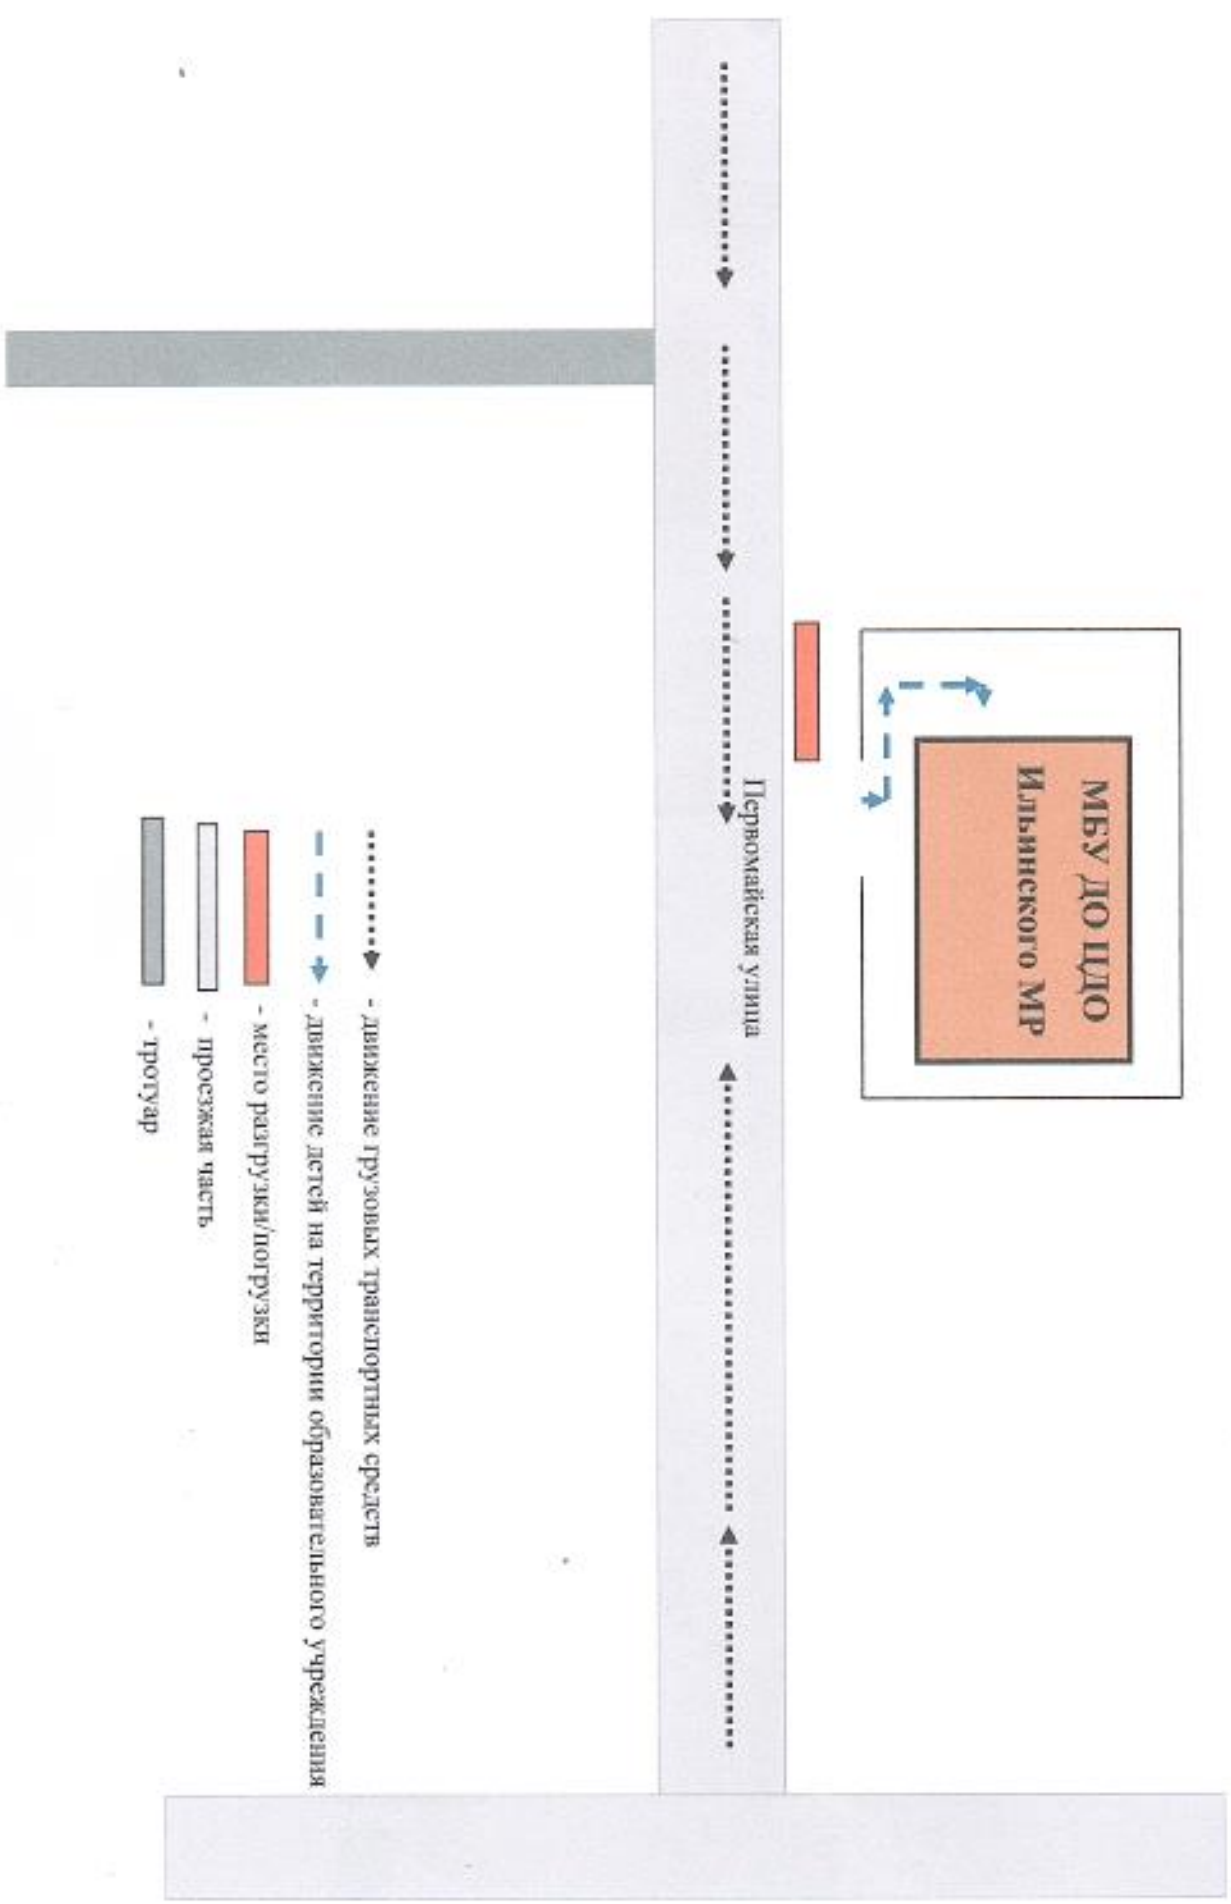 МБУ ДО ЦДО
Ильинского МР
Первомайская улица
- движение грузовых транспортных средств
- движение детей на территории образовательного учреждения
- место разгрузки/погрузки
- проезжая часть
- тротуар